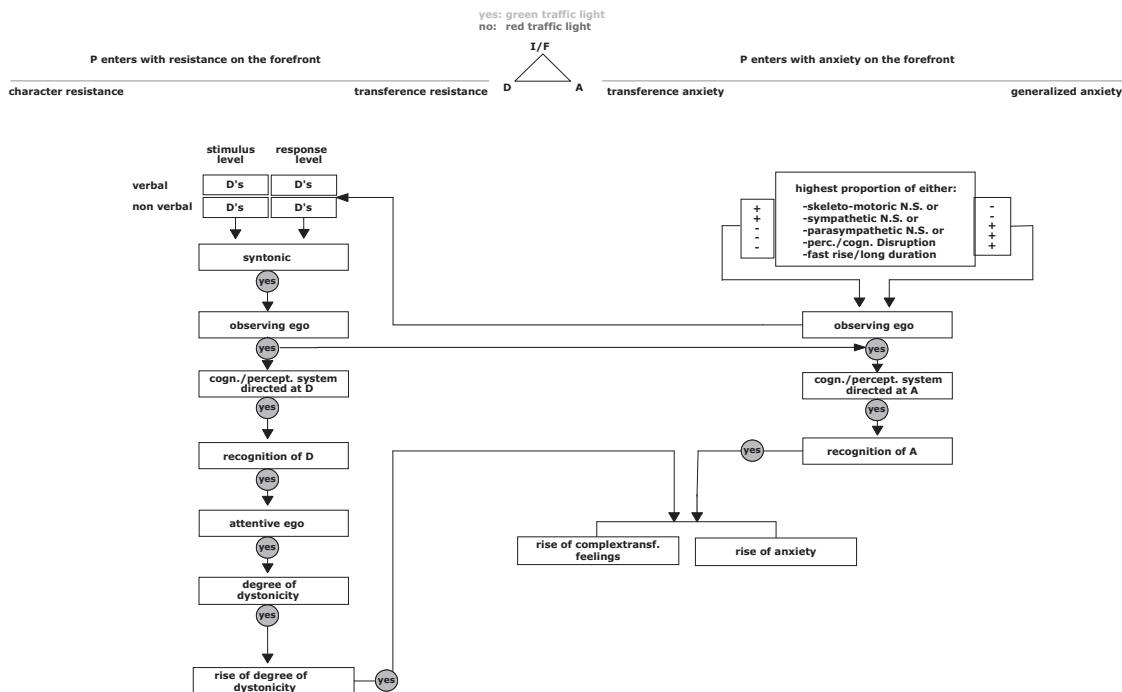 yes: green traffic light
no: red traffic light
I/F
P enters with resistance on the forefront
P enters with anxiety on the forefront
D
A
character resistance
transference resistance
transference anxiety
generalized anxiety
stimulus
level
response
level
verbal
D's
D's
non verbal
D's
D's
syntonic
yes
observing ego
yes
cogn./percept. system
directed at D
yes
recognition of D
yes
attentive ego
yes
degree of
dystonicity
yes
rise of degree of
dystonicity
yes
highest proportion of either:
+ -skeleto-motoric N.S. or -
+ -sympathetic N.S. or -
- -parasympathetic N.S. or +
- -perc./cogn. Disruption +
- -fast rise/long duration +
observing ego
yes
cogn./percept. system
directed at A
yes
recognition of A
yes
rise of complextransf.
feelings
rise of anxiety